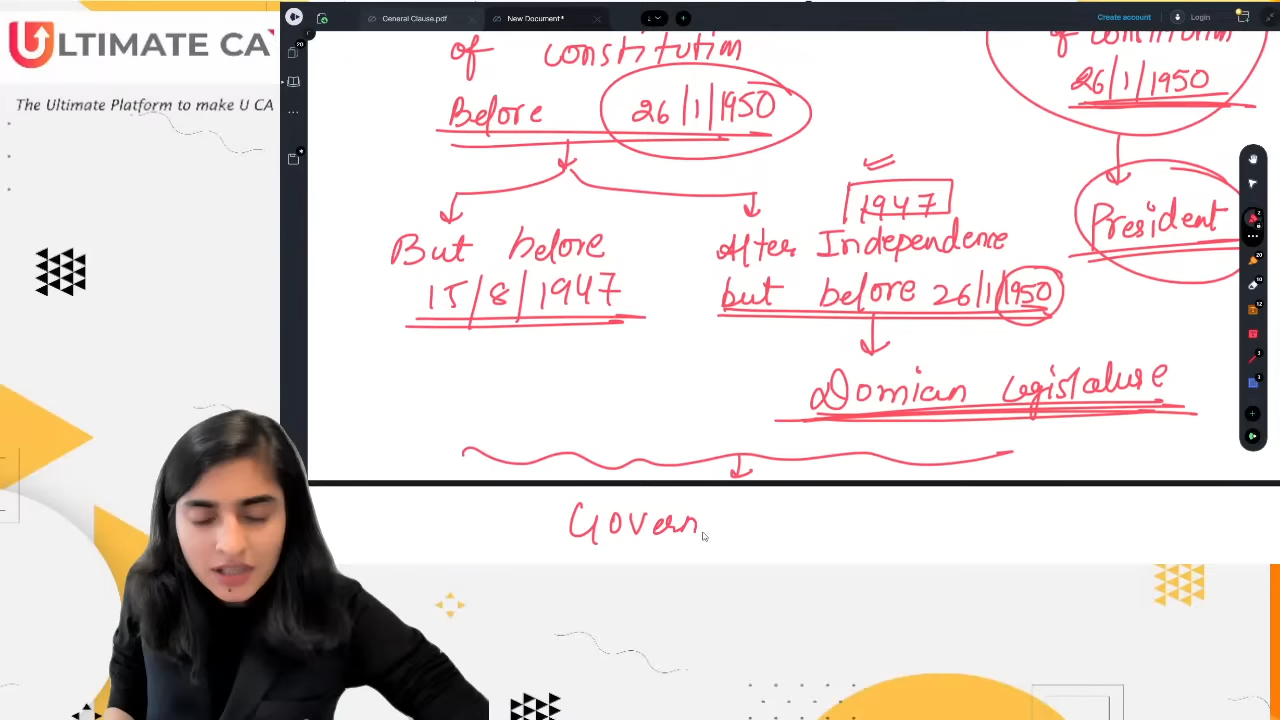 General Clause.pdf
New Document*
Create account
Login
ULTIMATE CA
The Ultimate Platform to make U CA
of constitution
Before 26/1/1950
of constitution
26/1/1950
President
1947
But before
15/8/1947
After Independence
but before 26/1/1950
Domian Legislature
Govern